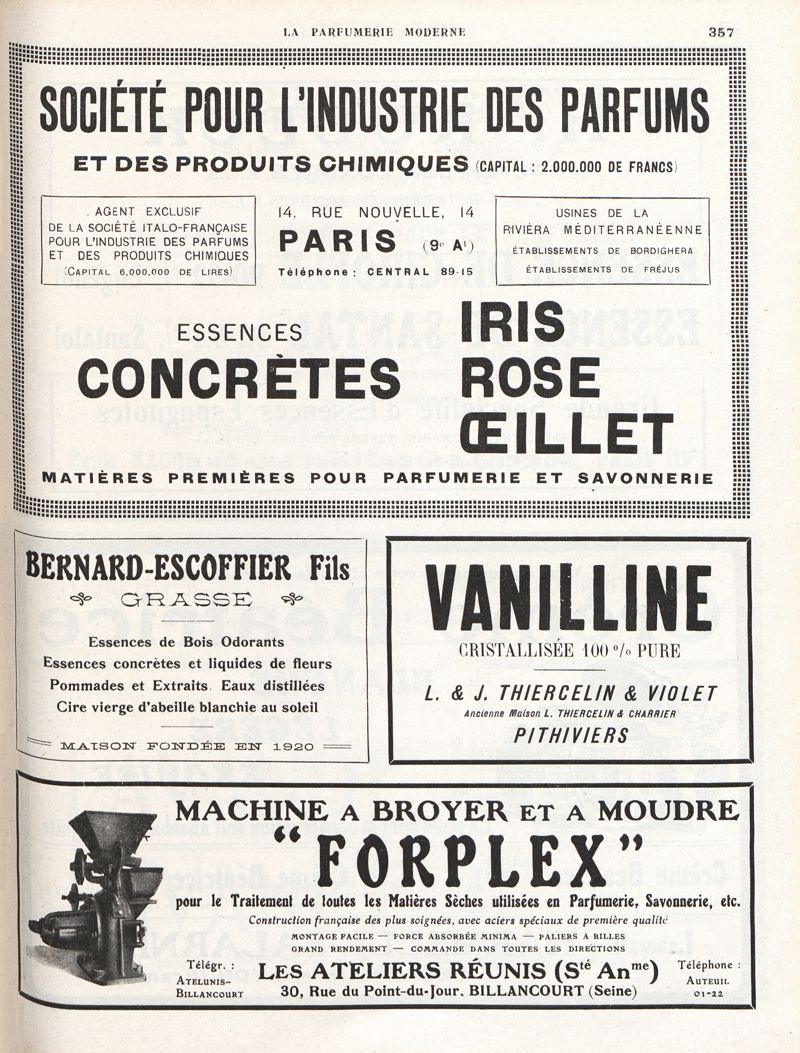 LA PARFUMERIE MODERNE
357
SOCIÉTÉ POUR L'INDUSTRIE DES PARFUMS
ET DES PRODUITS CHIMIQUES (CAPITAL : 2.000.000 DE FRANCS)
AGENT EXCLUSIF
DE LA SOCIÉTÉ ITALO-FRANÇAISE
POUR L'INDUSTRIE DES PARFUMS
ET DES PRODUITS CHIMIQUES
(CAPITAL 6.000.000 DE LIRES)
14, RUE NOUVELLE, 14
PARIS (9e At)
Téléphone : CENTRAL 89-15
USINES DE LA
RIVIÉRA MÉDITERRANÉENNE
ÉTABLISSEMENTS DE BORDIGHERA
ÉTABLISSEMENTS DE FRÉJUS
ESSENCES
CONCRÈTES
IRIS
ROSE
ŒILLET
MATIÈRES PREMIÈRES POUR PARFUMERIE ET SAVONNERIE
BERNARD-ESCOFFIER Fils
GRASSE
Essences de Bois Odorants
Essences concrètes et liquides de fleurs
Pommades et Extraits. Eaux distillées
Cire vierge d'abeille blanchie au soleil
MAISON FONDÉE EN 1920
VANILLINE
CRISTALLISÉE 100 % PURE
L. & J. THIERCELIN & VIOLET
Ancienne Maison L. THIERCELIN & CHARRIER
PITHIVIERS
MACHINE A BROYER ET A MOUDRE
"FORPLEX"
pour le Traitement de toutes les Matières Sèches utilisées en Parfumerie, Savonnerie, etc.
Construction française des plus soignées, avec aciers spéciaux de première qualité
MONTAGE FACILE — FORCE ABSORBÉE MINIMA — PALIERS A BILLES
GRAND RENDEMENT — COMMANDE DANS TOUTES LES DIRECTIONS
Télégr. :
ATELUNIS-
BILLANCOURT
LES ATELIERS RÉUNIS (Sté Anme)
30, Rue du Point-du-Jour, BILLANCOURT (Seine)
Téléphone :
AUTEUIL
01-22